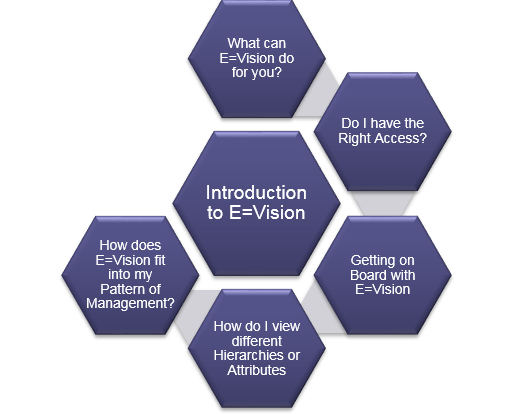 What can
E=Vision do
for you?
Do I have the
Right Access?
Introduction
to E=Vision
Getting on
Board with
E=Vision
How do I view
different
Hierarchies or
Attributes
How does
E=Vision fit
into my
Pattern of
Management?